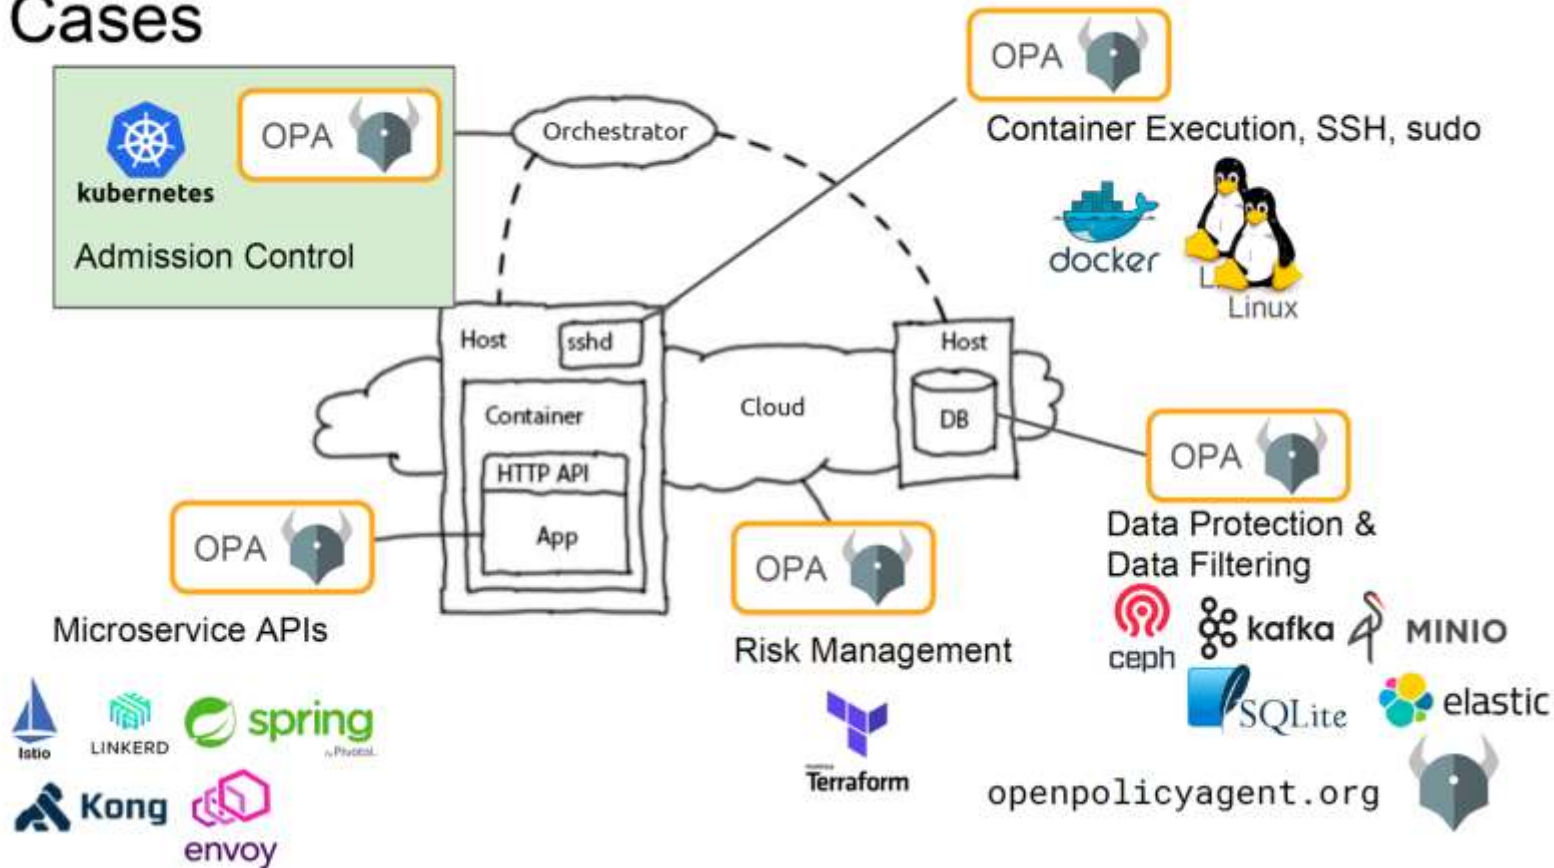 Cases
OPA
kubernetes
Admission Control
Orchestrator
OPA
Container Execution, SSH, sudo
docker
Linux
Host
sshd
Container
HTTP API
App
Cloud
Host
DB
OPA
Data Protection &
Data Filtering
ceph
kafka
MINIO
SQLite
elastic
OPA
Microservice APIs
Istio
LINKERD
spring
by Pivotal.
Kong
envoy
OPA
Risk Management
Terraform
openpolicyagent.org